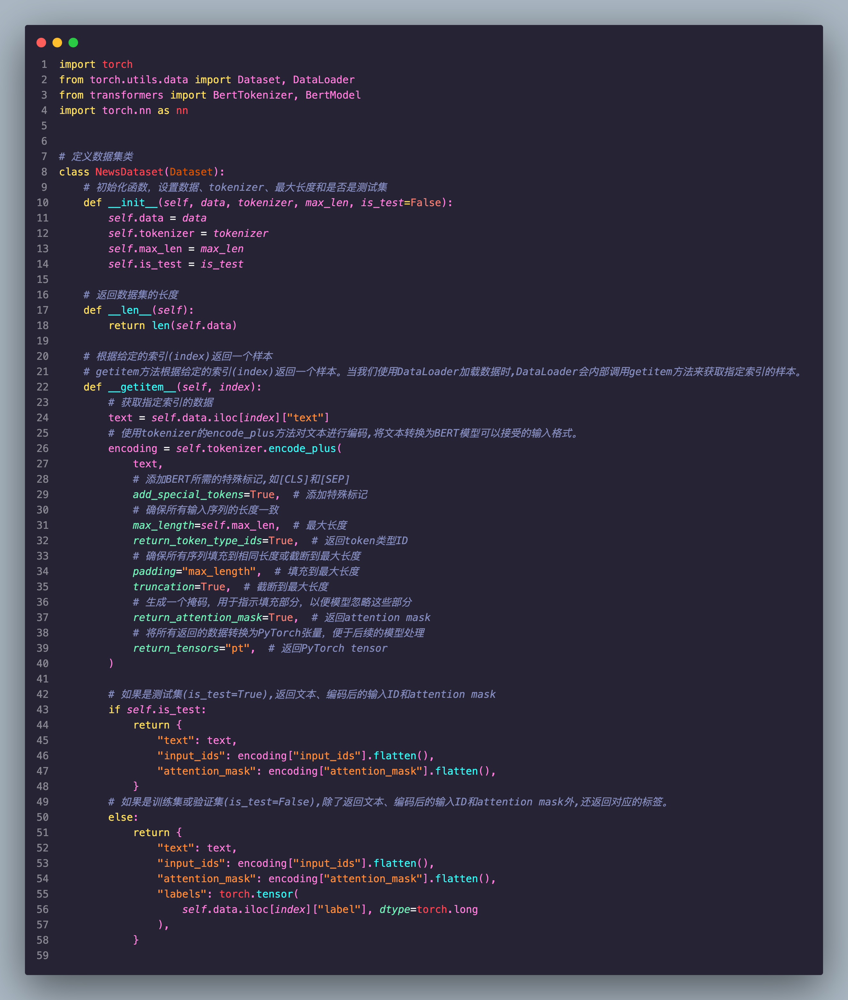 1 import torch
2 from torch.utils.data import Dataset, DataLoader
3 from transformers import BertTokenizer, BertModel
4 import torch.nn as nn
5
6
7 # 定义数据集类
8 class NewsDataset(Dataset):
9     # 初始化函数，设置数据、tokenizer、最大长度和是否是测试集
10     def __init__(self, data, tokenizer, max_len, is_test=False):
11         self.data = data
12         self.tokenizer = tokenizer
13         self.max_len = max_len
14         self.is_test = is_test
15
16     # 返回数据集的长度
17     def __len__(self):
18         return len(self.data)
19
20     # 根据给定的索引(index)返回一个样本
21     # getitem方法根据给定的索引(index)返回一个样本。当我们使用DataLoader加载数据时,DataLoader会内部调用getitem方法来获取指定索引的样本。
22     def __getitem__(self, index):
23         # 获取指定索引的数据
24         text = self.data.iloc[index]["text"]
25         # 使用tokenizer的encode_plus方法对文本进行编码,将文本转换为BERT模型可以接受的输入格式。
26         encoding = self.tokenizer.encode_plus(
27             text,
28             # 添加BERT所需的特殊标记,如[CLS]和[SEP]
29             add_special_tokens=True,  # 添加特殊标记
30             # 确保所有输入序列的长度一致
31             max_length=self.max_len,  # 最大长度
32             return_token_type_ids=True,  # 返回token类型ID
33             # 确保所有序列填充到相同长度或截断到最大长度
34             padding="max_length",  # 填充到最大长度
35             truncation=True,  # 截断到最大长度
36             # 生成一个掩码，用于指示填充部分，以便模型忽略这些部分
37             return_attention_mask=True,  # 返回attention mask
38             # 将所有返回的数据转换为PyTorch张量，便于后续的模型处理
39             return_tensors="pt",  # 返回PyTorch tensor
40         )
41
42         # 如果是测试集(is_test=True),返回文本、编码后的输入ID和attention mask
43         if self.is_test:
44             return {
45                 "text": text,
46                 "input_ids": encoding["input_ids"].flatten(),
47                 "attention_mask": encoding["attention_mask"].flatten(),
48             }
49         # 如果是训练集或验证集(is_test=False),除了返回文本、编码后的输入ID和attention mask外,还返回对应的标签。
50         else:
51             return {
52                 "text": text,
53                 "input_ids": encoding["input_ids"].flatten(),
54                 "attention_mask": encoding["attention_mask"].flatten(),
55                 "labels": torch.tensor(
56                     self.data.iloc[index]["label"], dtype=torch.long
57                 ),
58             }
59